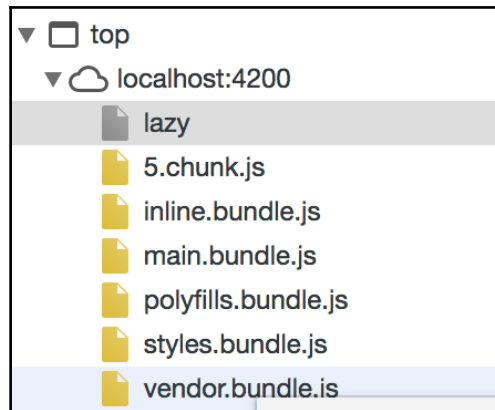 top
localhost:4200
lazy
5.chunk.js
inline.bundle.js
main.bundle.js
polyfills.bundle.js
styles.bundle.js
vendor.bundle.js